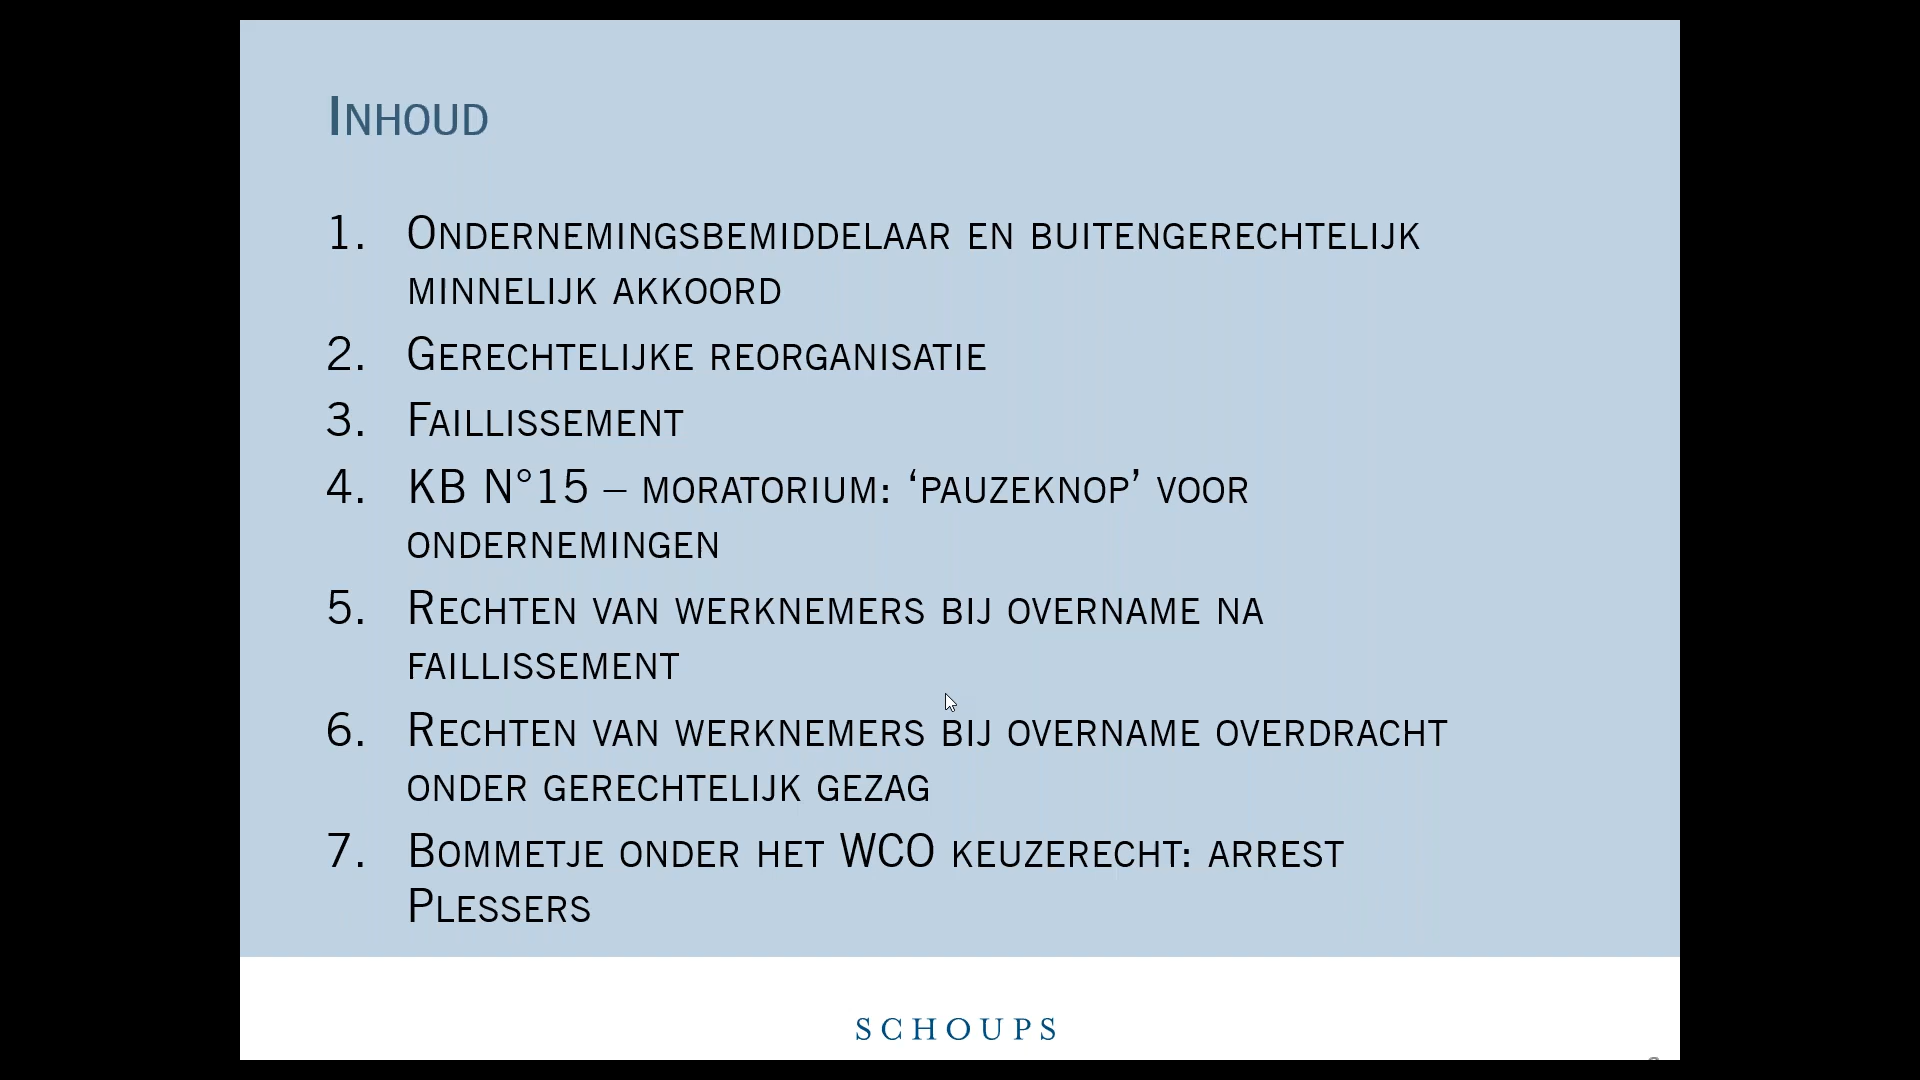 Inhoud
1. Ondernemingsbemiddelaar en buitengerechtelijk
minnelijk akkoord
2. Gerechtelijke reorganisatie
3. Faillissement
4. KB N°15 – moratorium: ‘pauzeknop’ voor
ondernemingen
5. Rechten van werknemers bij overname na
faillissement
6. Rechten van werknemers bij overname overdracht
onder gerechtelijk gezag
7. Bommetje onder het WCO keuzerecht: arrest
Plessers
SCHOUPS